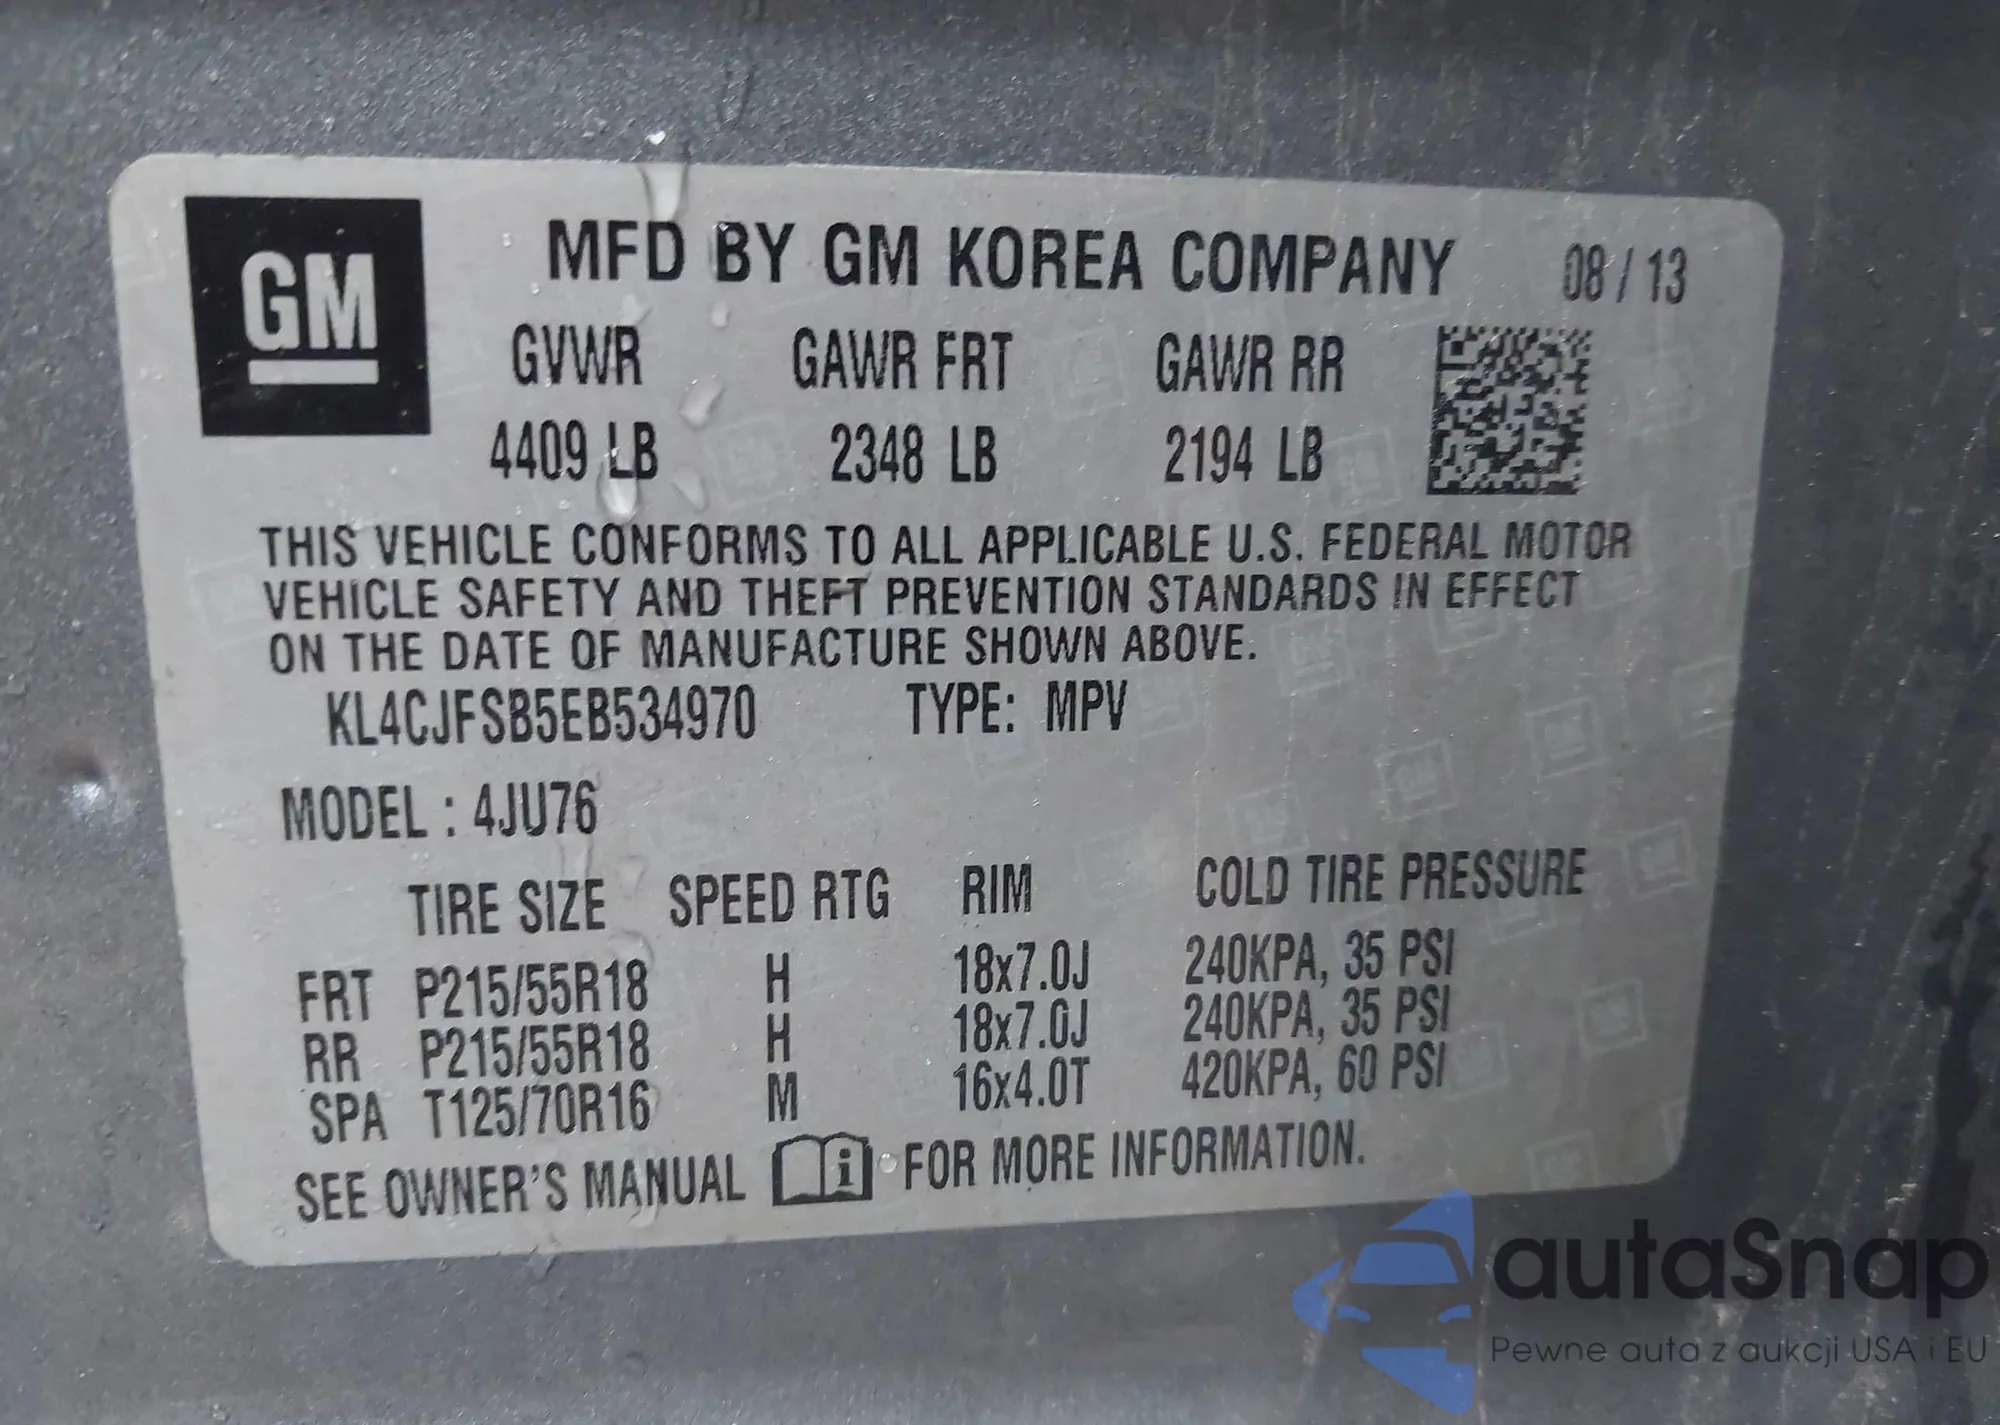 GM
MFD BY GM KOREA COMPANY 08/13
GVWR GAWR FRT GAWR RR
4409 LB 2348 LB 2194 LB
THIS VEHICLE CONFORMS TO ALL APPLICABLE U.S. FEDERAL MOTOR
VEHICLE SAFETY AND THEFT PREVENTION STANDARDS IN EFFECT
ON THE DATE OF MANUFACTURE SHOWN ABOVE.
KL4CJFSB5EB534970 TYPE: MPV
MODEL : 4JU76
TIRE SIZE SPEED RTG RIM COLD TIRE PRESSURE
FRT P215/55R18 H 18x7.0J 240KPA, 35 PSI
RR P215/55R18 H 18x7.0J 240KPA, 35 PSI
SPA T125/70R16 M 16x4.0T 420KPA, 60 PSI
SEE OWNER'S MANUAL i FOR MORE INFORMATION.
autaSnap
Pewne auta z aukcji USA i EU